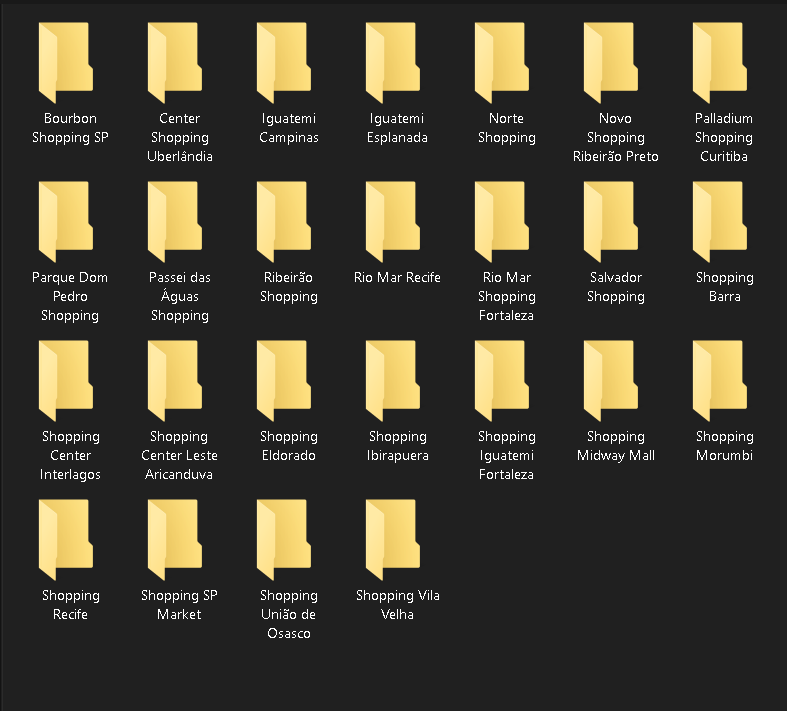 Bourbon
Shopping SP
Center
Shopping
Uberlândia
Iguatemi
Campinas
Iguatemi
Esplanada
Norte
Shopping
Novo
Shopping
Ribeirão Preto
Palladium
Shopping
Curitiba
Parque Dom
Pedro
Shopping
Passei das
Águas
Shopping
Ribeirão
Shopping
Rio Mar Recife
Rio Mar
Shopping
Fortaleza
Salvador
Shopping
Shopping
Barra
Shopping
Center
Interlagos
Shopping
Center Leste
Aricanduva
Shopping
Eldorado
Shopping
Ibirapuera
Shopping
Iguatemi
Fortaleza
Shopping
Midway Mall
Shopping
Morumbi
Shopping
Recife
Shopping SP
Market
Shopping
União de
Osasco
Shopping Vila
Velha